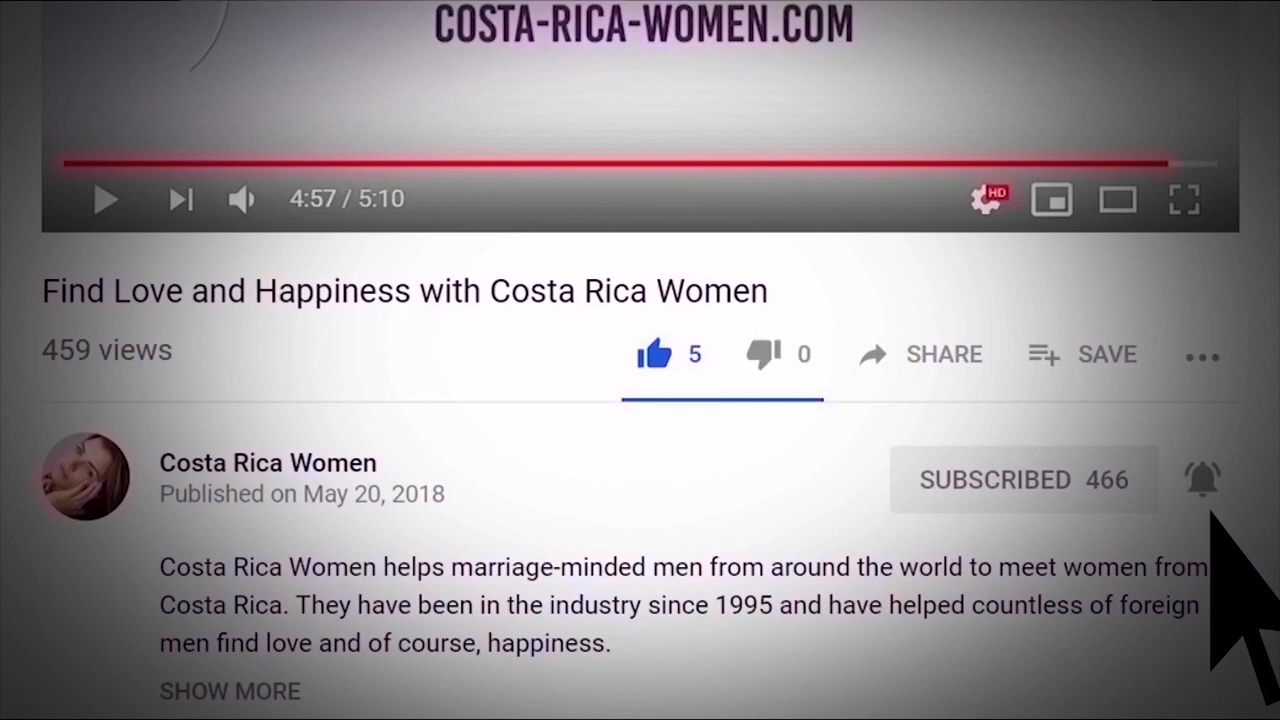 COSTA-RICA-WOMEN.COM
4:57 / 5:10
HD
Find Love and Happiness with Costa Rica Women
459 views
5 0 SHARE SAVE
Costa Rica Women
Published on May 20, 2018
SUBSCRIBED 466
Costa Rica Women helps marriage-minded men from around the world to meet women from
Costa Rica. They have been in the industry since 1995 and have helped countless of foreign
men find love and of course, happiness.
SHOW MORE